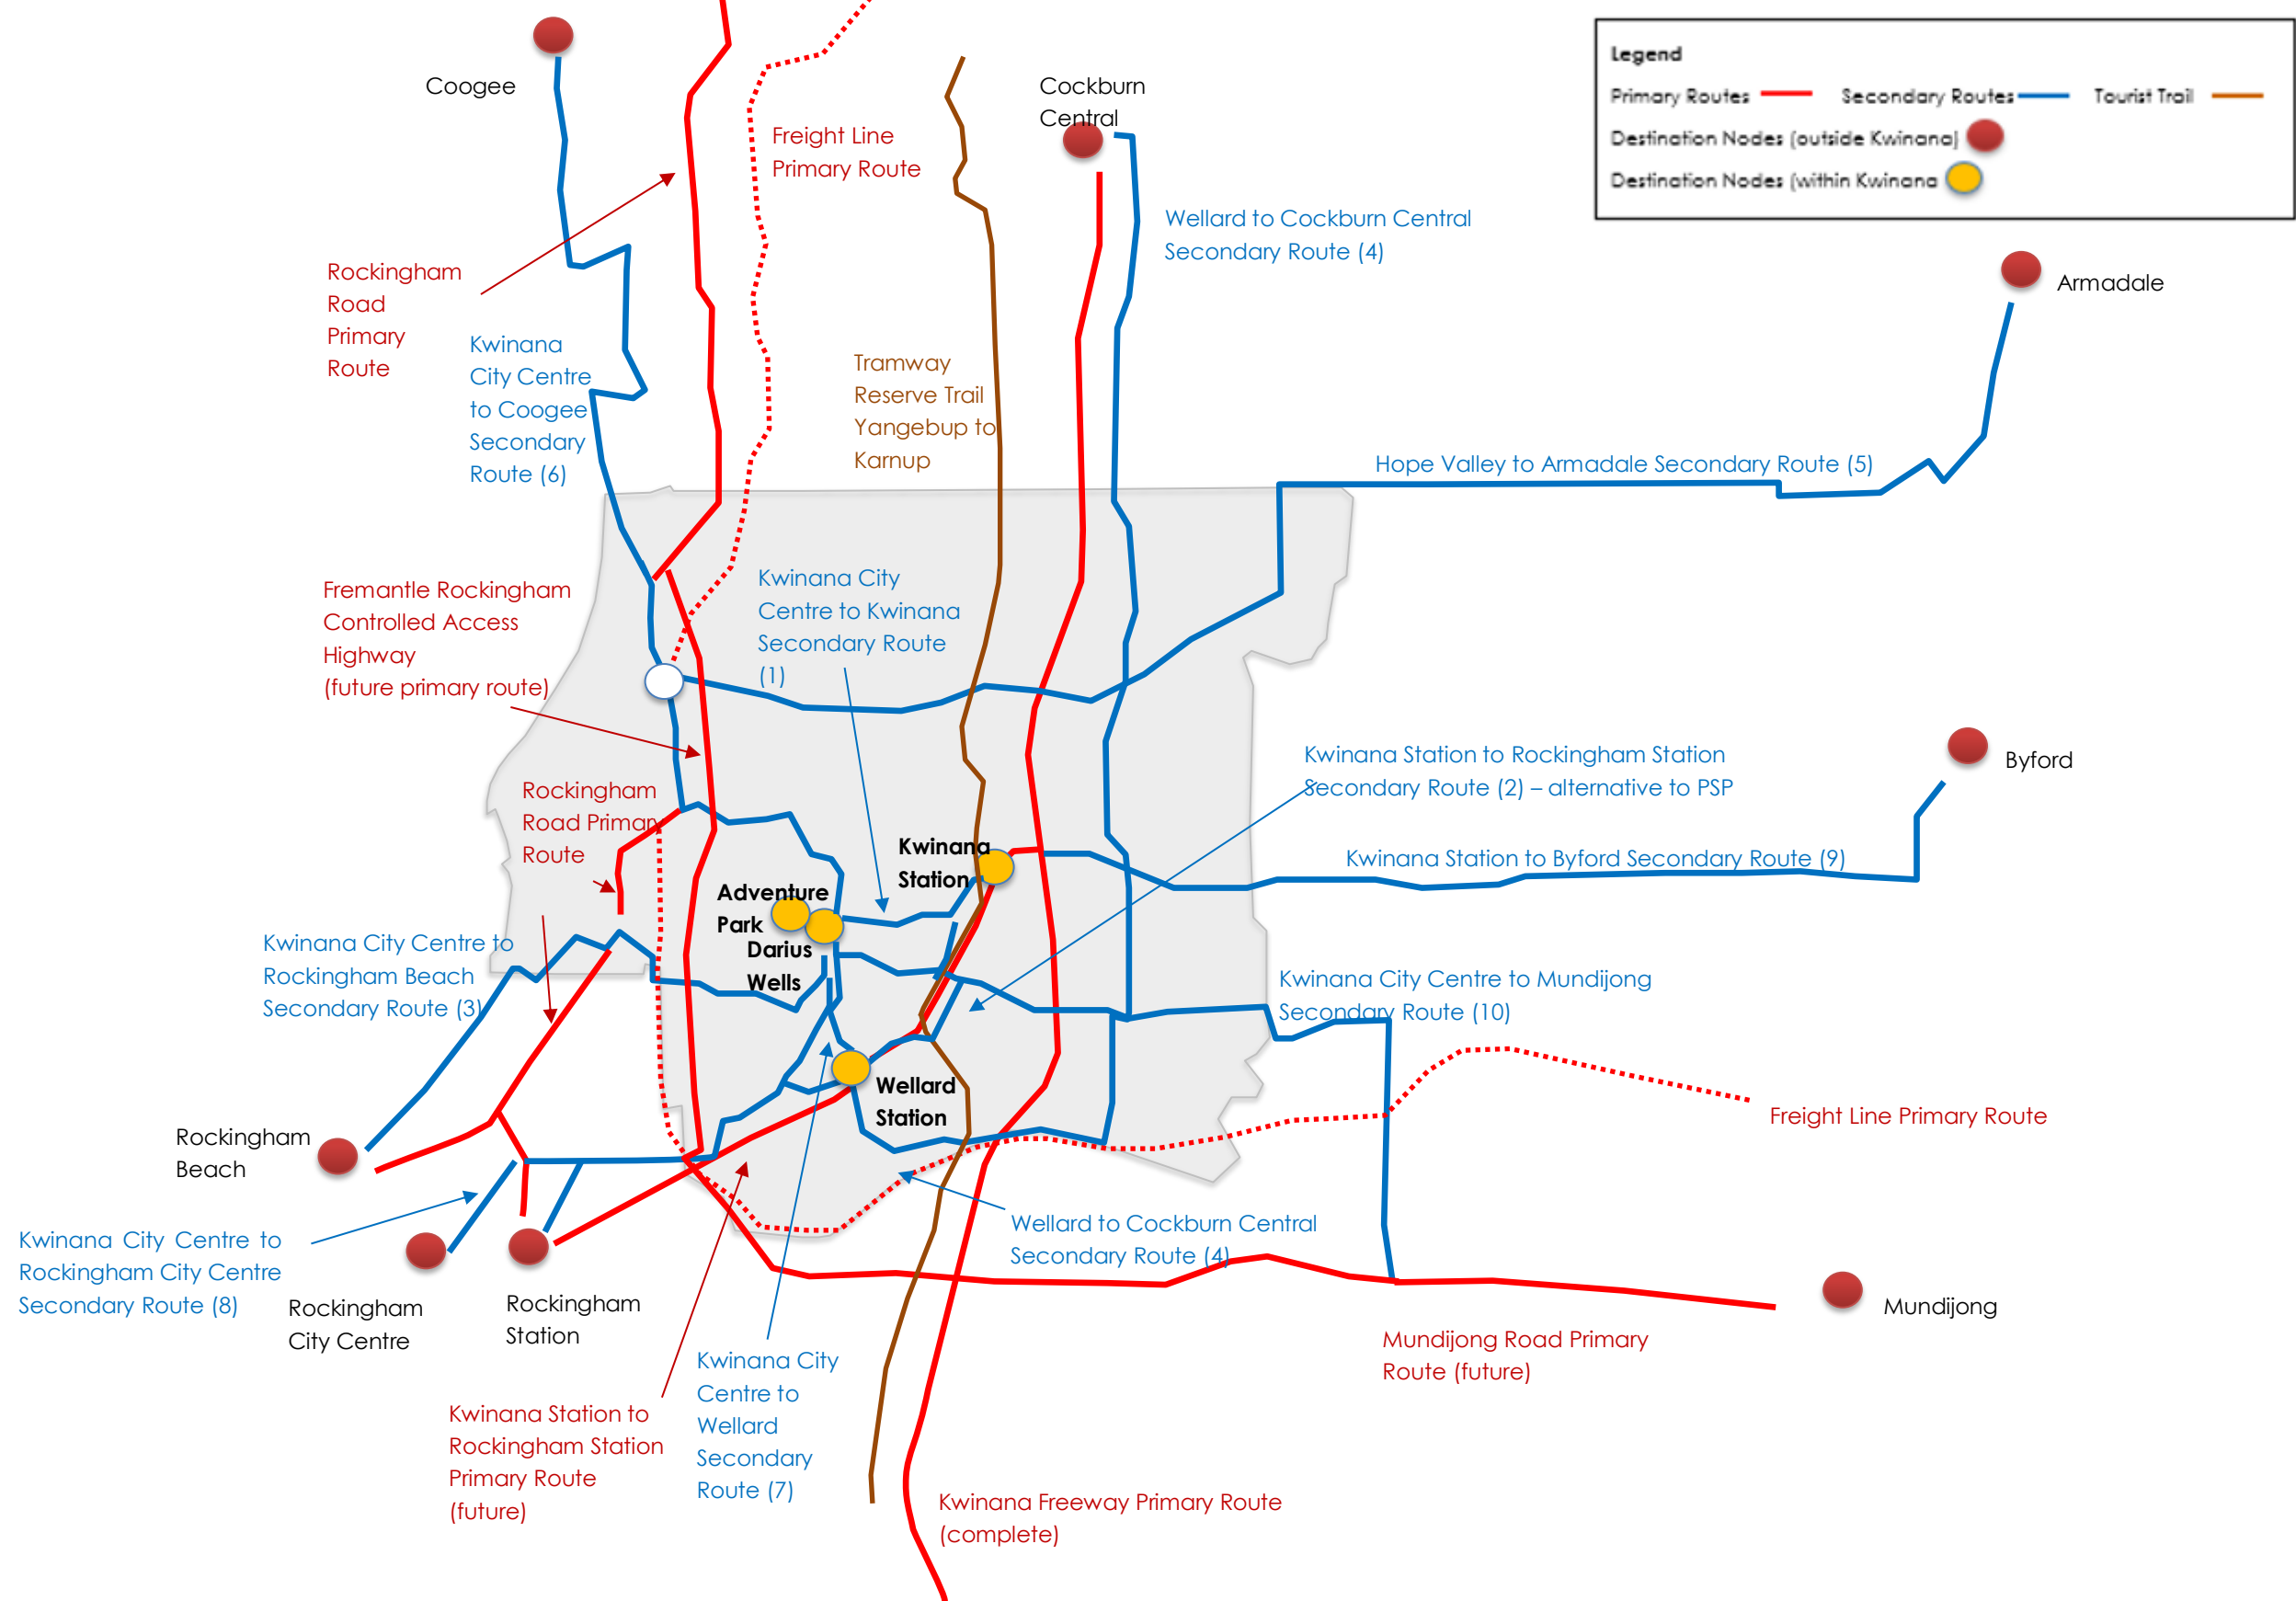 Coogee
Cockburn
Central
Legend
Primary Routes
Secondary Routes
Tourist Trail
Destination Nodes (outside Kwinana)
Destination Nodes (within Kwinana
Freight Line
Primary Route
Wellard to Cockburn Central
Secondary Route (4)
Rockingham
Road
Primary
Route
Armadale
Kwinana
City Centre
to Coogee
Secondary
Route (6)
Tramway
Reserve Trail
Yangebup to
Karnup
Hope Valley to Armadale Secondary Route (5)
Fremantle Rockingham
Controlled Access
Highway
(future primary route)
Kwinana City
Centre to Kwinana
Secondary Route
(1)
Kwinana Station to Rockingham Station
Secondary Route (2) – alternative to PSP
Byford
Rockingham
Road Primary
Route
Kwinana
Station
Kwinana Station to Byford Secondary Route (9)
Adventure
Park
Darius
Wells
Kwinana City Centre to
Rockingham Beach
Secondary Route (3)
Kwinana City Centre to Mundijong
Secondary Route (10)
Wellard
Station
Freight Line Primary Route
Rockingham
Beach
Wellard to Cockburn Central
Secondary Route (4)
Kwinana City Centre to
Rockingham City Centre
Secondary Route (8)
Rockingham
City Centre
Rockingham
Station
Mundijong
Mundijong Road Primary
Route (future)
Kwinana City
Centre to
Wellard
Secondary
Route (7)
Kwinana Station to
Rockingham Station
Primary Route
(future)
Kwinana Freeway Primary Route
(complete)